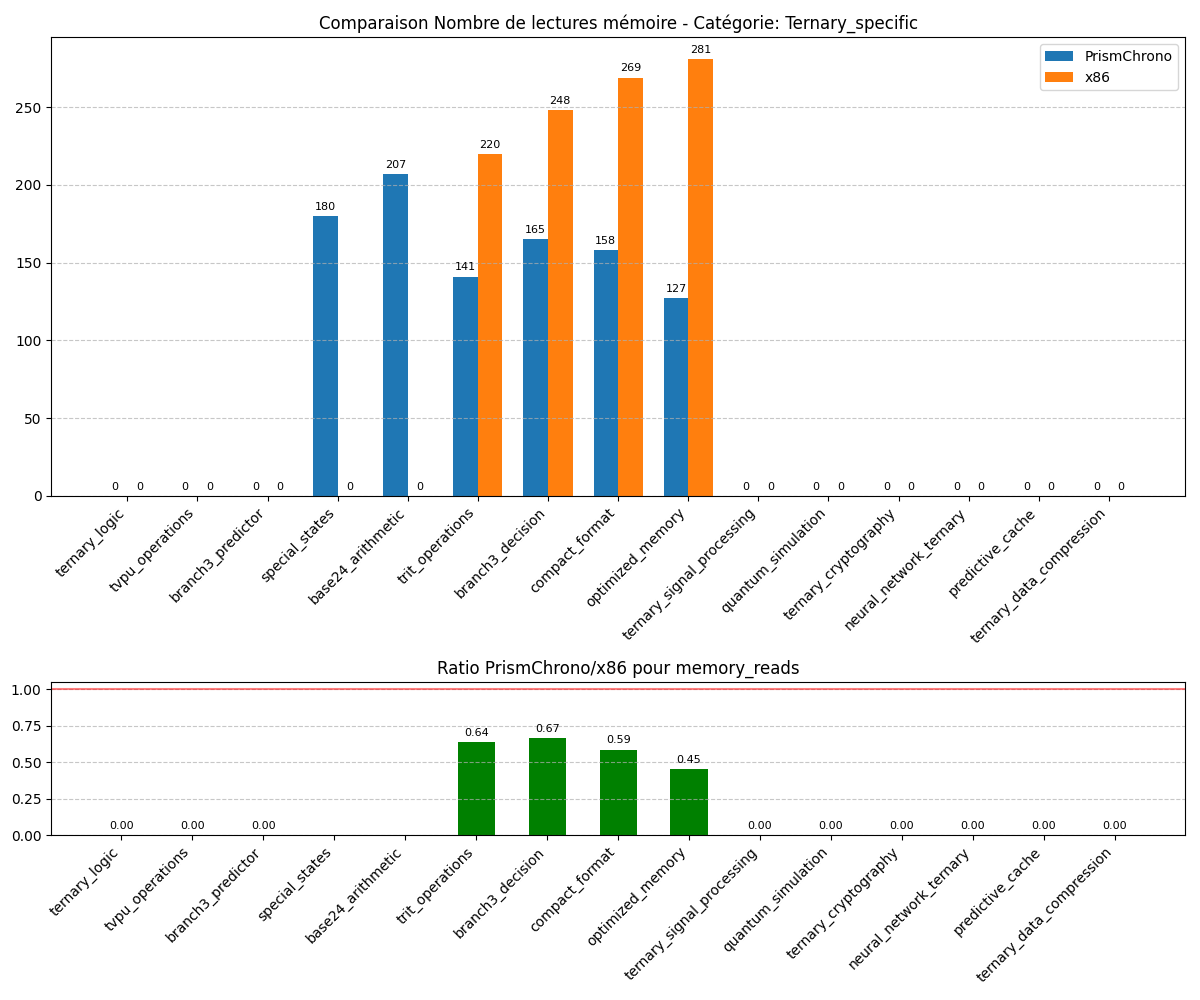 Comparaison Nombre de lectures mémoire - Catégorie: Ternary_specific
PrismChrono
x86
250
200
150
100
50
0
0 0 0 0 0 0 180 0 207 0 141 220 165 248 158 269 127 281 0 0 0 0 0 0 0 0 0 0 0 0
ternary_logic
tvpu_operations
branch3_predictor
special_states
base24_arithmetic
trit_operations
branch3_decision
compact_format
optimized_memory
ternary_signal_processing
quantum_simulation
ternary_cryptography
neural_network_ternary
predictive_cache
ternary_data_compression
Ratio PrismChrono/x86 pour memory_reads
1.00
0.75
0.50
0.25
0.00
0.00 0.00 0.00 0.64 0.67 0.59 0.45 0.00 0.00 0.00 0.00 0.00 0.00
ternary_logic
tvpu_operations
branch3_predictor
special_states
base24_arithmetic
trit_operations
branch3_decision
compact_format
optimized_memory
ternary_signal_processing
quantum_simulation
ternary_cryptography
neural_network_ternary
predictive_cache
ternary_data_compression